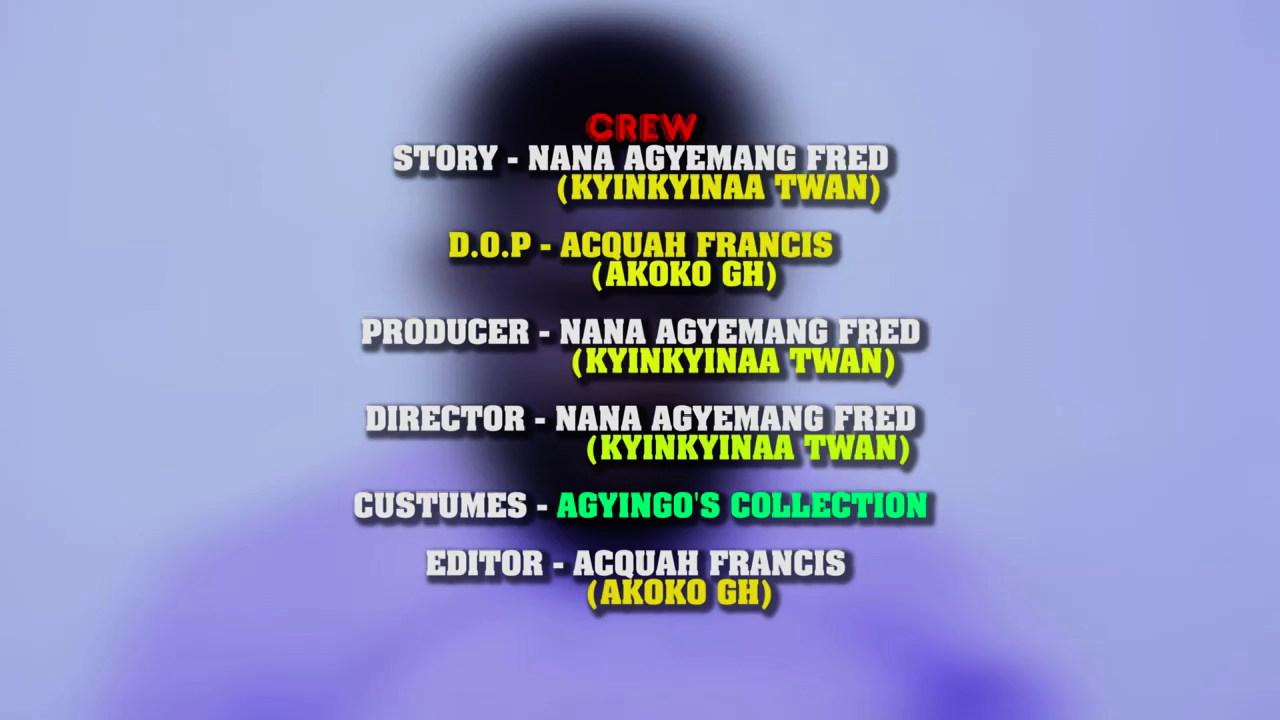 CREW
STORY - NANA AGYEMANG FRED
(KYINKYINAA TWAN)
D.O.P - ACQUAH FRANCIS
(AKOKO GH)
PRODUCER - NANA AGYEMANG FRED
(KYINKYINAA TWAN)
DIRECTOR - NANA AGYEMANG FRED
(KYINKYINAA TWAN)
CUSTUMES - AGYINGO'S COLLECTION
EDITOR - ACQUAH FRANCIS
(AKOKO GH)